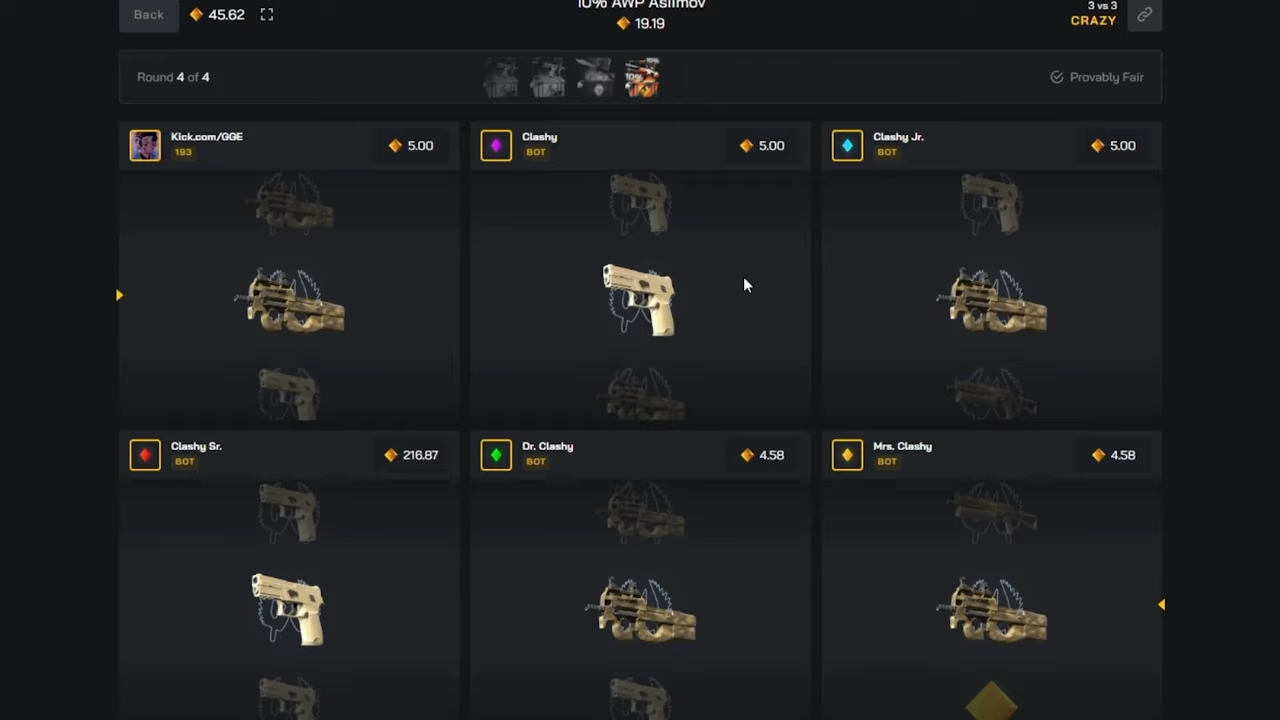 10% AWP Asiimov
3 vs 3
Back
45.62
19.19
CRAZY
Round 4 of 4
10%
Provably Fair
Kick.com/GGE
193
5.00
Clashy
BOT
5.00
Clashy Jr.
BOT
5.00
Clashy Sr.
BOT
216.87
Dr. Clashy
BOT
4.58
Mrs. Clashy
BOT
4.58